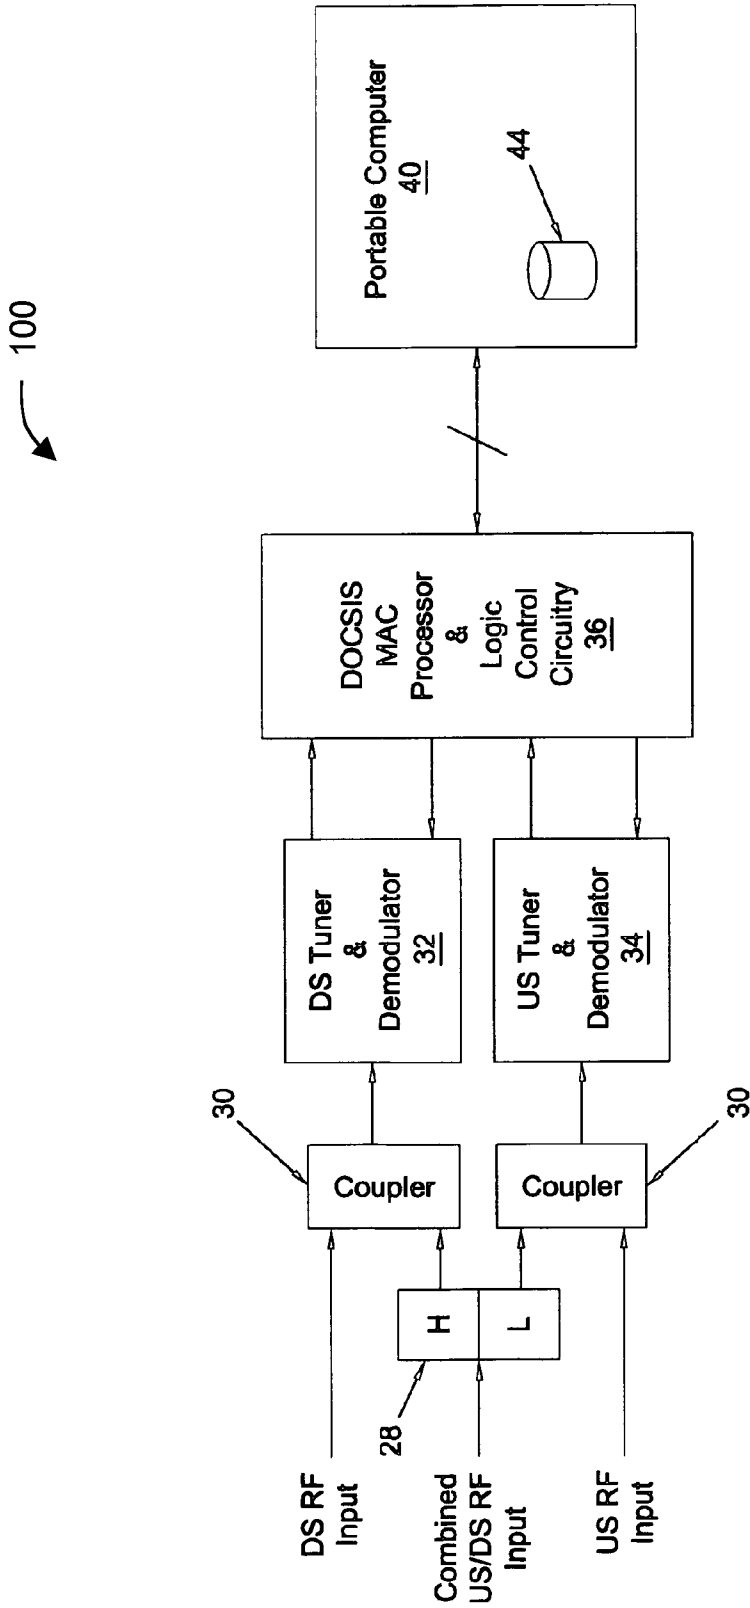 100
DS RF
Input
Combined
US/DS RF
Input
US RF
Input
28
H
L
30
Coupler
Coupler
30
DS Tuner
&
Demodulator
32
US Tuner
&
Demodulator
34
DOCSIS
MAC
Processor
&
Logic
Control
Circuitry
36
Portable Computer
40
44